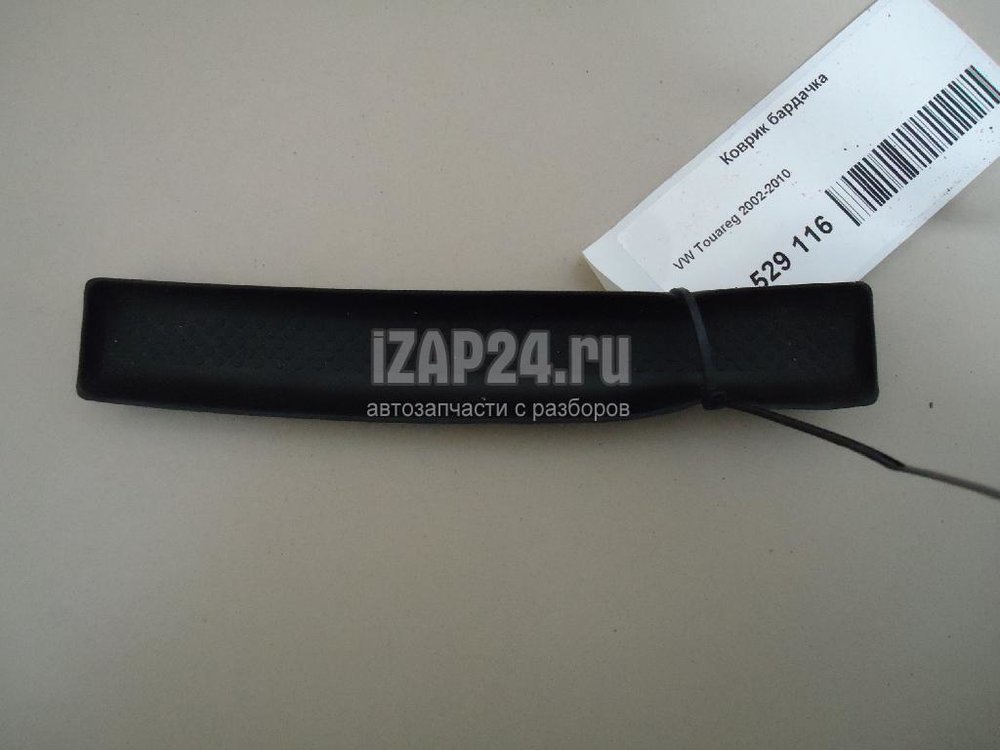 Коврик бардачка
VW Touareg 2002-2010
529 116
iZAP24.ru
автозапчасти с разборов